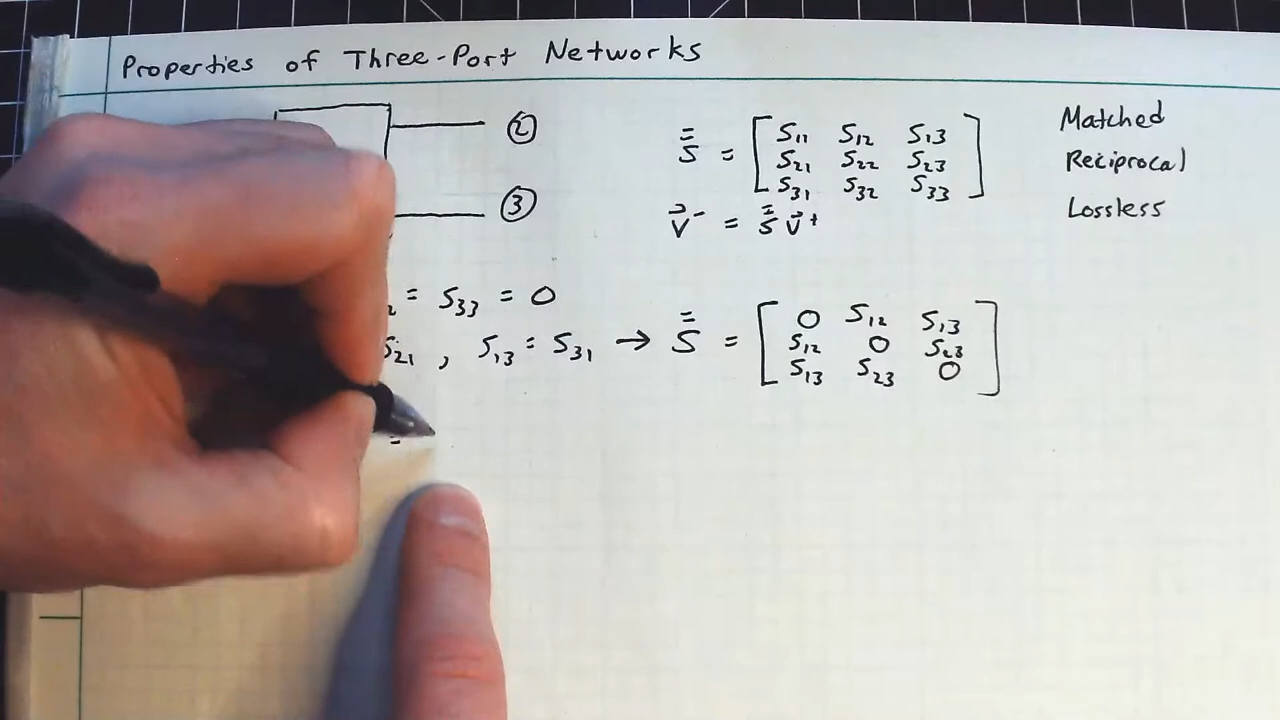 Properties of Three-Port Networks
②
③
S̿ = [ S₁₁ S₁₂ S₁₃
S₂₁ S₂₂ S₂₃
S₃₁ S₃₂ S₃₃ ]
V⃗⁻ = S̿ V⃗⁺
Matched
Reciprocal
Lossless
= S₃₃ = 0
S₂₁ , S₁₃ = S₃₁ → S̿ = [ 0 S₁₂ S₁₃
S₁₂ 0 S₂₃
S₁₃ S₂₃ 0 ]
=